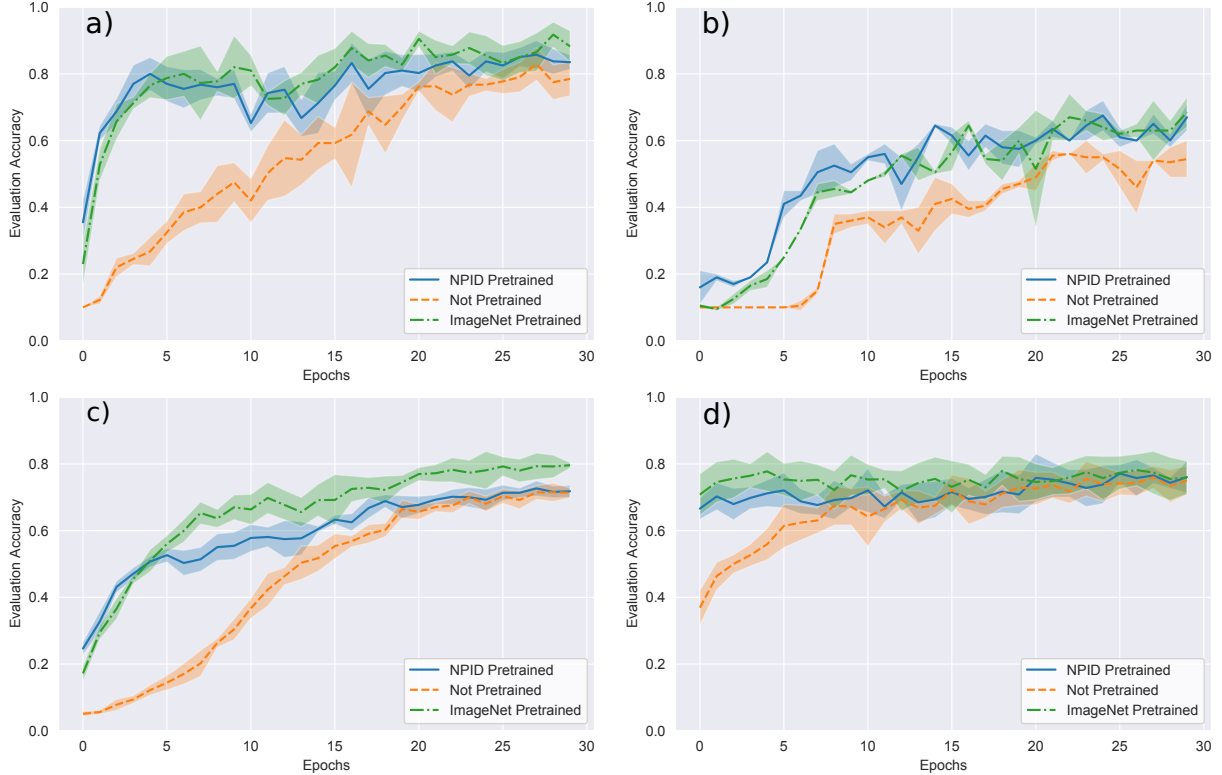 a)
1.0
0.8
0.6
0.4
0.2
0.0
Evaluation Accuracy
0 5 10 15 20 25 30
Epochs
NPID Pretrained
Not Pretrained
ImageNet Pretrained
b)
1.0
0.8
0.6
0.4
0.2
0.0
Evaluation Accuracy
0 5 10 15 20 25 30
Epochs
NPID Pretrained
Not Pretrained
ImageNet Pretrained
c)
1.0
0.8
0.6
0.4
0.2
0.0
Evaluation Accuracy
0 5 10 15 20 25 30
Epochs
NPID Pretrained
Not Pretrained
ImageNet Pretrained
d)
1.0
0.8
0.6
0.4
0.2
0.0
Evaluation Accuracy
0 5 10 15 20 25 30
Epochs
NPID Pretrained
Not Pretrained
ImageNet Pretrained